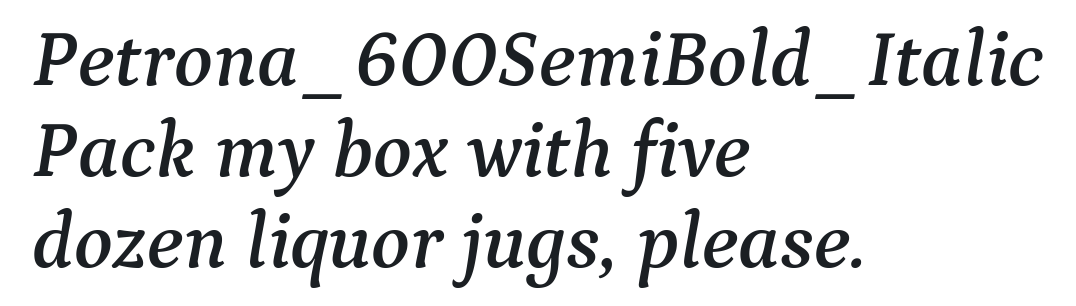 Petrona_600SemiBold_Italic
Pack my box with five
dozen liquor jugs, please.